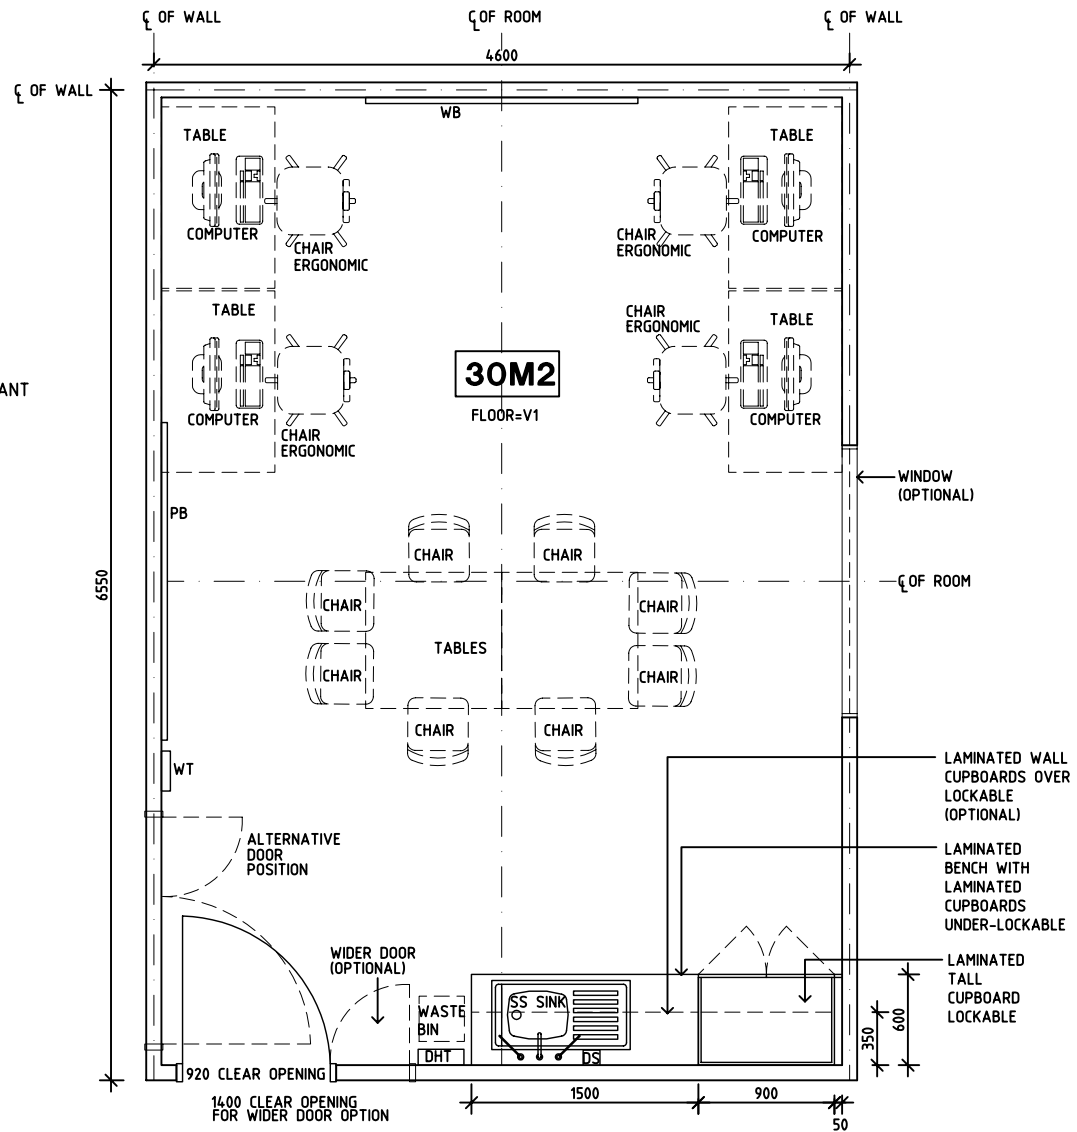 ℄ OF WALL
℄ OF ROOM
℄ OF WALL
4600
℄ OF WALL
WB
TABLE
TABLE
COMPUTER
COMPUTER
CHAIR
ERGONOMIC
CHAIR
ERGONOMIC
TABLE
CHAIR
ERGONOMIC
TABLE
30M2
ANT
FLOOR=V1
COMPUTER
COMPUTER
CHAIR
ERGONOMIC
WINDOW
(OPTIONAL)
PB
CHAIR
CHAIR
6550
℄ OF ROOM
CHAIR
CHAIR
TABLES
CHAIR
CHAIR
CHAIR
CHAIR
WT
LAMINATED WALL
CUPBOARDS OVER
LOCKABLE
(OPTIONAL)
ALTERNATIVE
DOOR
POSITION
LAMINATED
BENCH WITH
LAMINATED
CUPBOARDS
UNDER-LOCKABLE
WIDER DOOR
(OPTIONAL)
LAMINATED
TALL
CUPBOARD
LOCKABLE
WASTE
BIN
SS SINK
DHT
DS
350
600
920 CLEAR OPENING
1400 CLEAR OPENING
FOR WIDER DOOR OPTION
1500
900
50